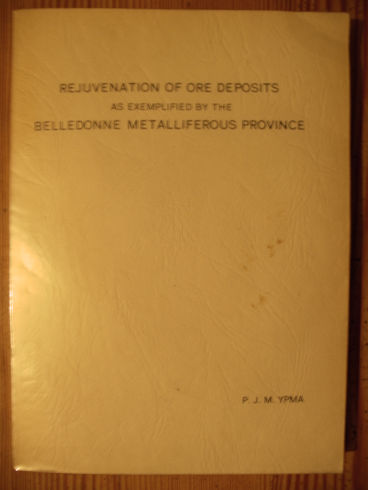 REJUVENATION OF ORE DEPOSITS
AS EXEMPLIFIED BY THE
BELLEDONNE METALLIFEROUS PROVINCE
P. J. M. YPMA